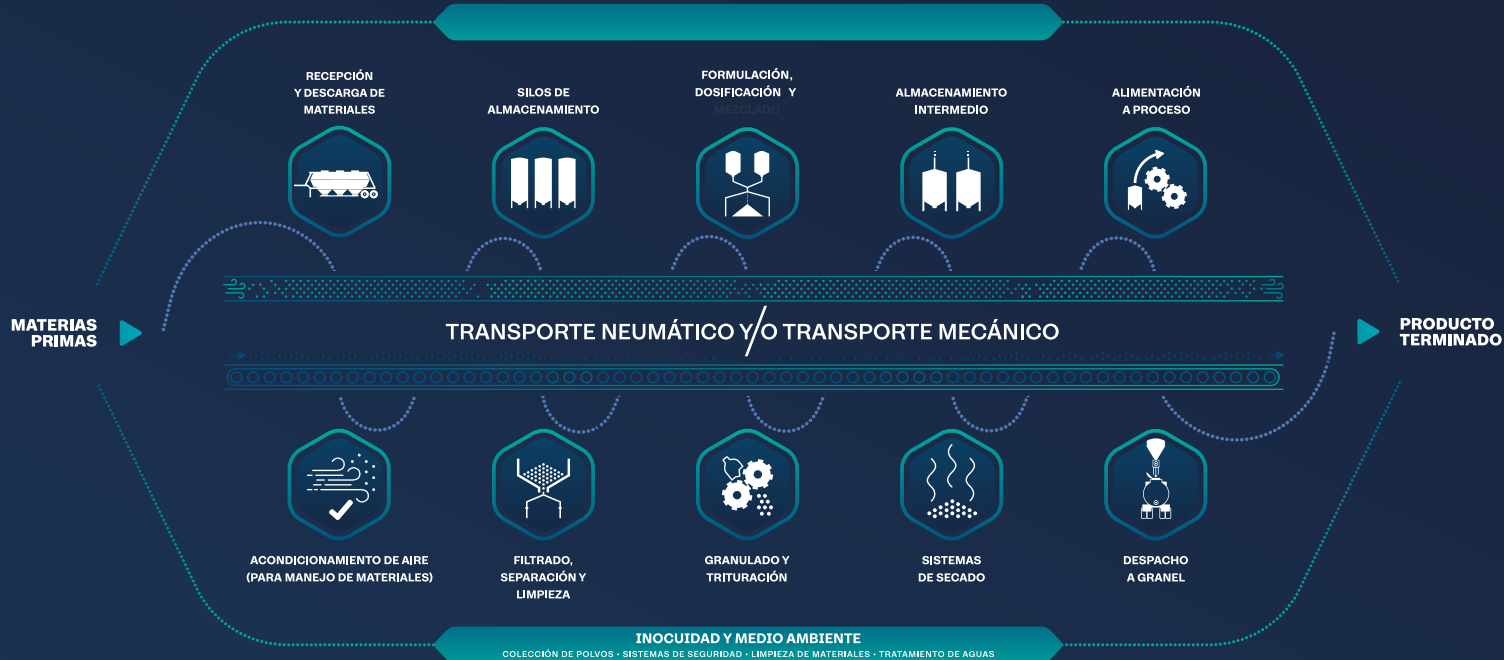 RECEPCIÓN
Y DESCARGA DE
MATERIALES
SILOS DE
ALMACENAMIENTO
FORMULACIÓN,
DOSIFICACIÓN Y
MEZCLADO
ALMACENAMIENTO
INTERMEDIO
ALIMENTACIÓN
A PROCESO
MATERIAS
PRIMAS
TRANSPORTE NEUMÁTICO Y/O TRANSPORTE MECÁNICO
PRODUCTO
TERMINADO
ACONDICIONAMIENTO DE AIRE
(PARA MANEJO DE MATERIALES)
FILTRADO,
SEPARACIÓN Y
LIMPIEZA
GRANULADO Y
TRITURACIÓN
SISTEMAS
DE SECADO
DESPACHO
A GRANEL
INOCUIDAD Y MEDIO AMBIENTE
COLECCIÓN DE POLVOS • SISTEMAS DE SEGURIDAD • LIMPIEZA DE MATERIALES • TRATAMIENTO DE AGUAS